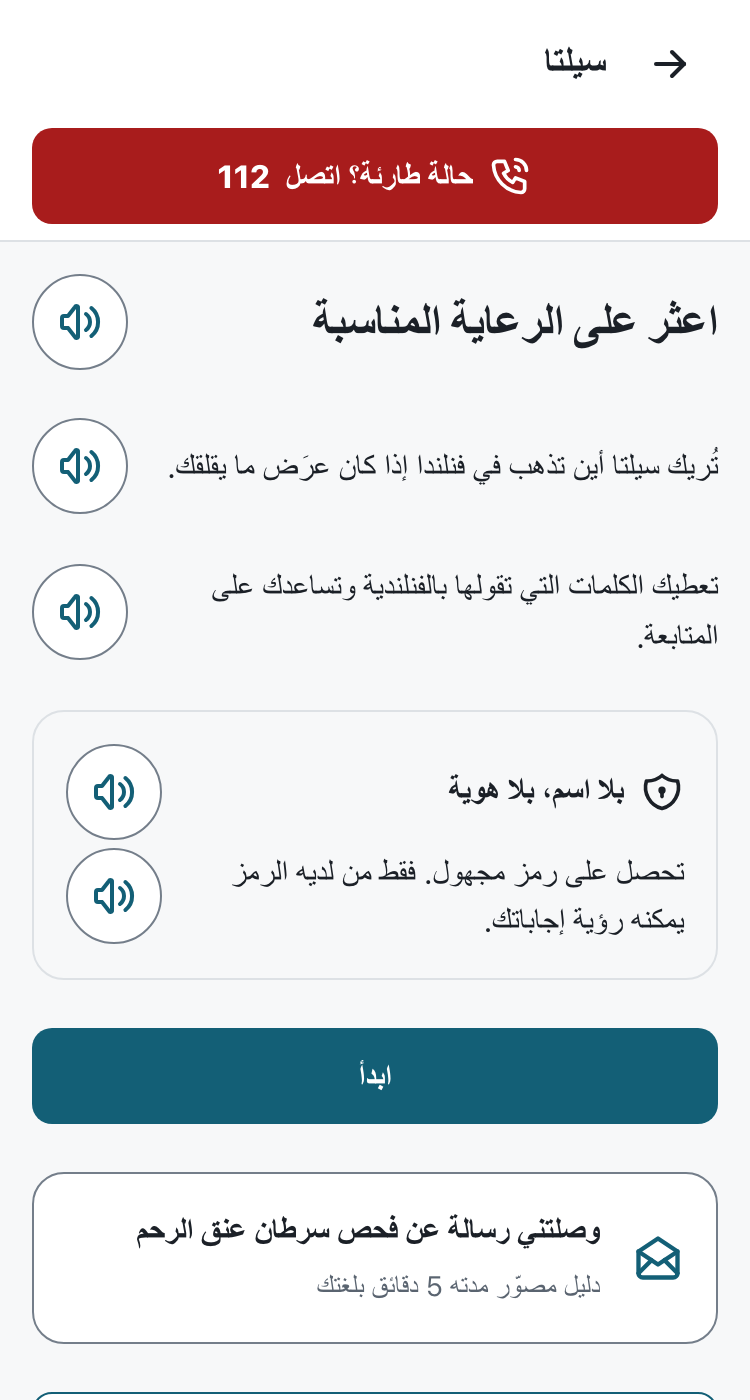 سيلتا
حالة طارئة؟ اتصل 112
اعثر على الرعاية المناسبة
تُريك سيلتا أين تذهب في فنلندا إذا كان عرَض ما يقلقك.
تعطيك الكلمات التي تقولها بالفنلندية وتساعدك على
المتابعة.
بلا اسم، بلا هوية
تحصل على رمز مجهول. فقط من لديه الرمز
يمكنه رؤية إجاباتك.
ابدأ
وصلتني رسالة عن فحص سرطان عنق الرحم
دليل مصوّر مدته 5 دقائق بلغتك